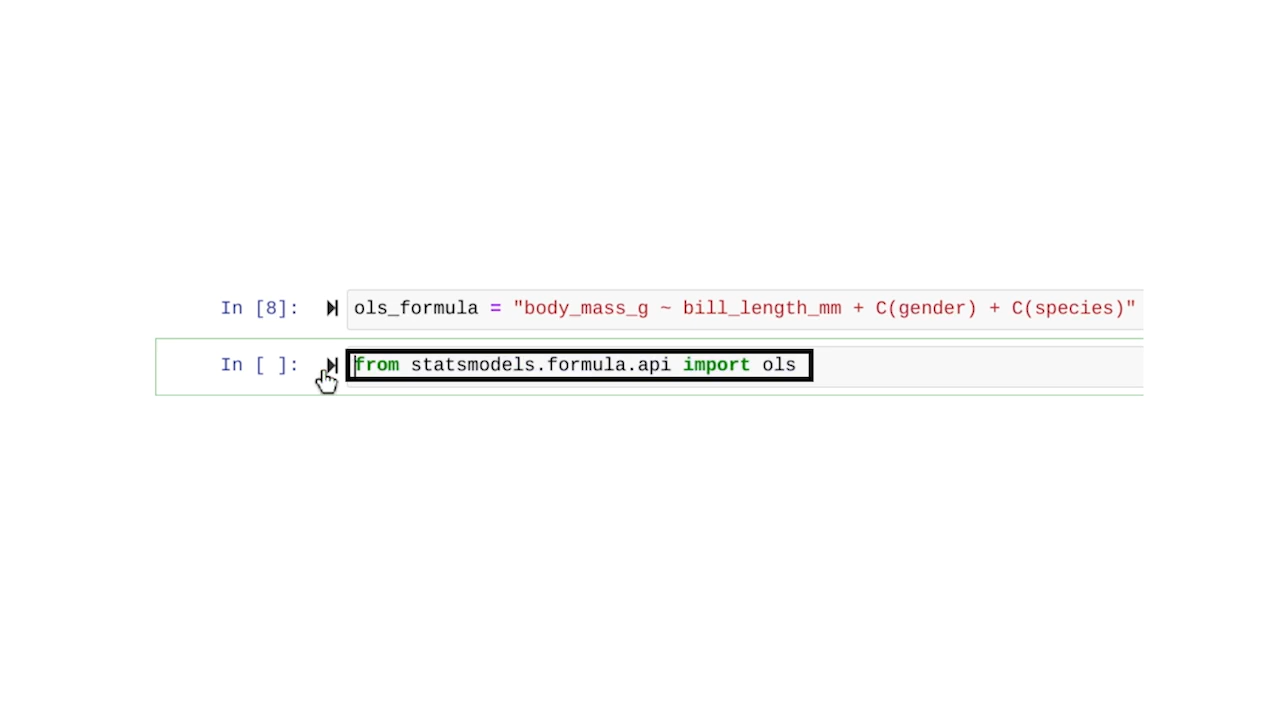 In [8]: ols_formula = "body_mass_g ~ bill_length_mm + C(gender) + C(species)"
In [ ]: from statsmodels.formula.api import ols